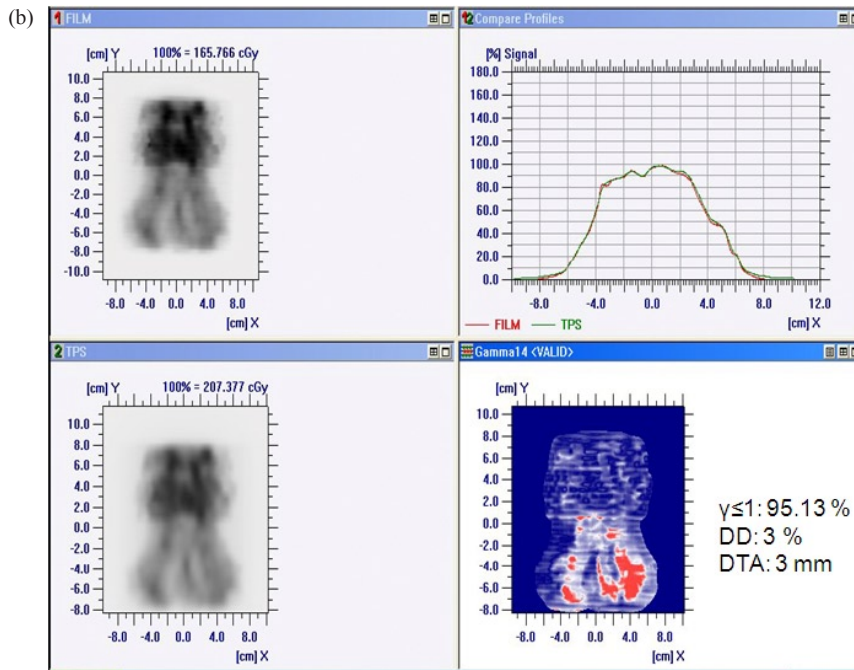 (b)
1 FILM
[cm] Y 100% = 165.766 cGy
10.0
8.0
6.0
4.0
2.0
0.0
-2.0
-4.0
-6.0
-8.0
-10.0
-8.0 -4.0 0.0 4.0 8.0
[cm] X
12 Compare Profiles
[%] Signal
180.0
160.0
140.0
120.0
100.0
80.0
60.0
40.0
20.0
0.0
-8.0 -4.0 0.0 4.0 8.0 12.0
FILM TPS [cm] X
2 TPS
[cm] Y 100% = 207.377 cGy
10.0
8.0
6.0
4.0
2.0
0.0
-2.0
-4.0
-6.0
-8.0
-8.0 -4.0 0.0 4.0 8.0
[cm] X
Gamma14 <VALID>
[cm] Y
10.0
8.0
6.0
4.0
2.0
0.0
-2.0
-4.0
-6.0
-8.0
-8.0 -4.0 0.0 4.0 8.0
[cm] X
γ≤1: 95.13 %
DD: 3 %
DTA: 3 mm